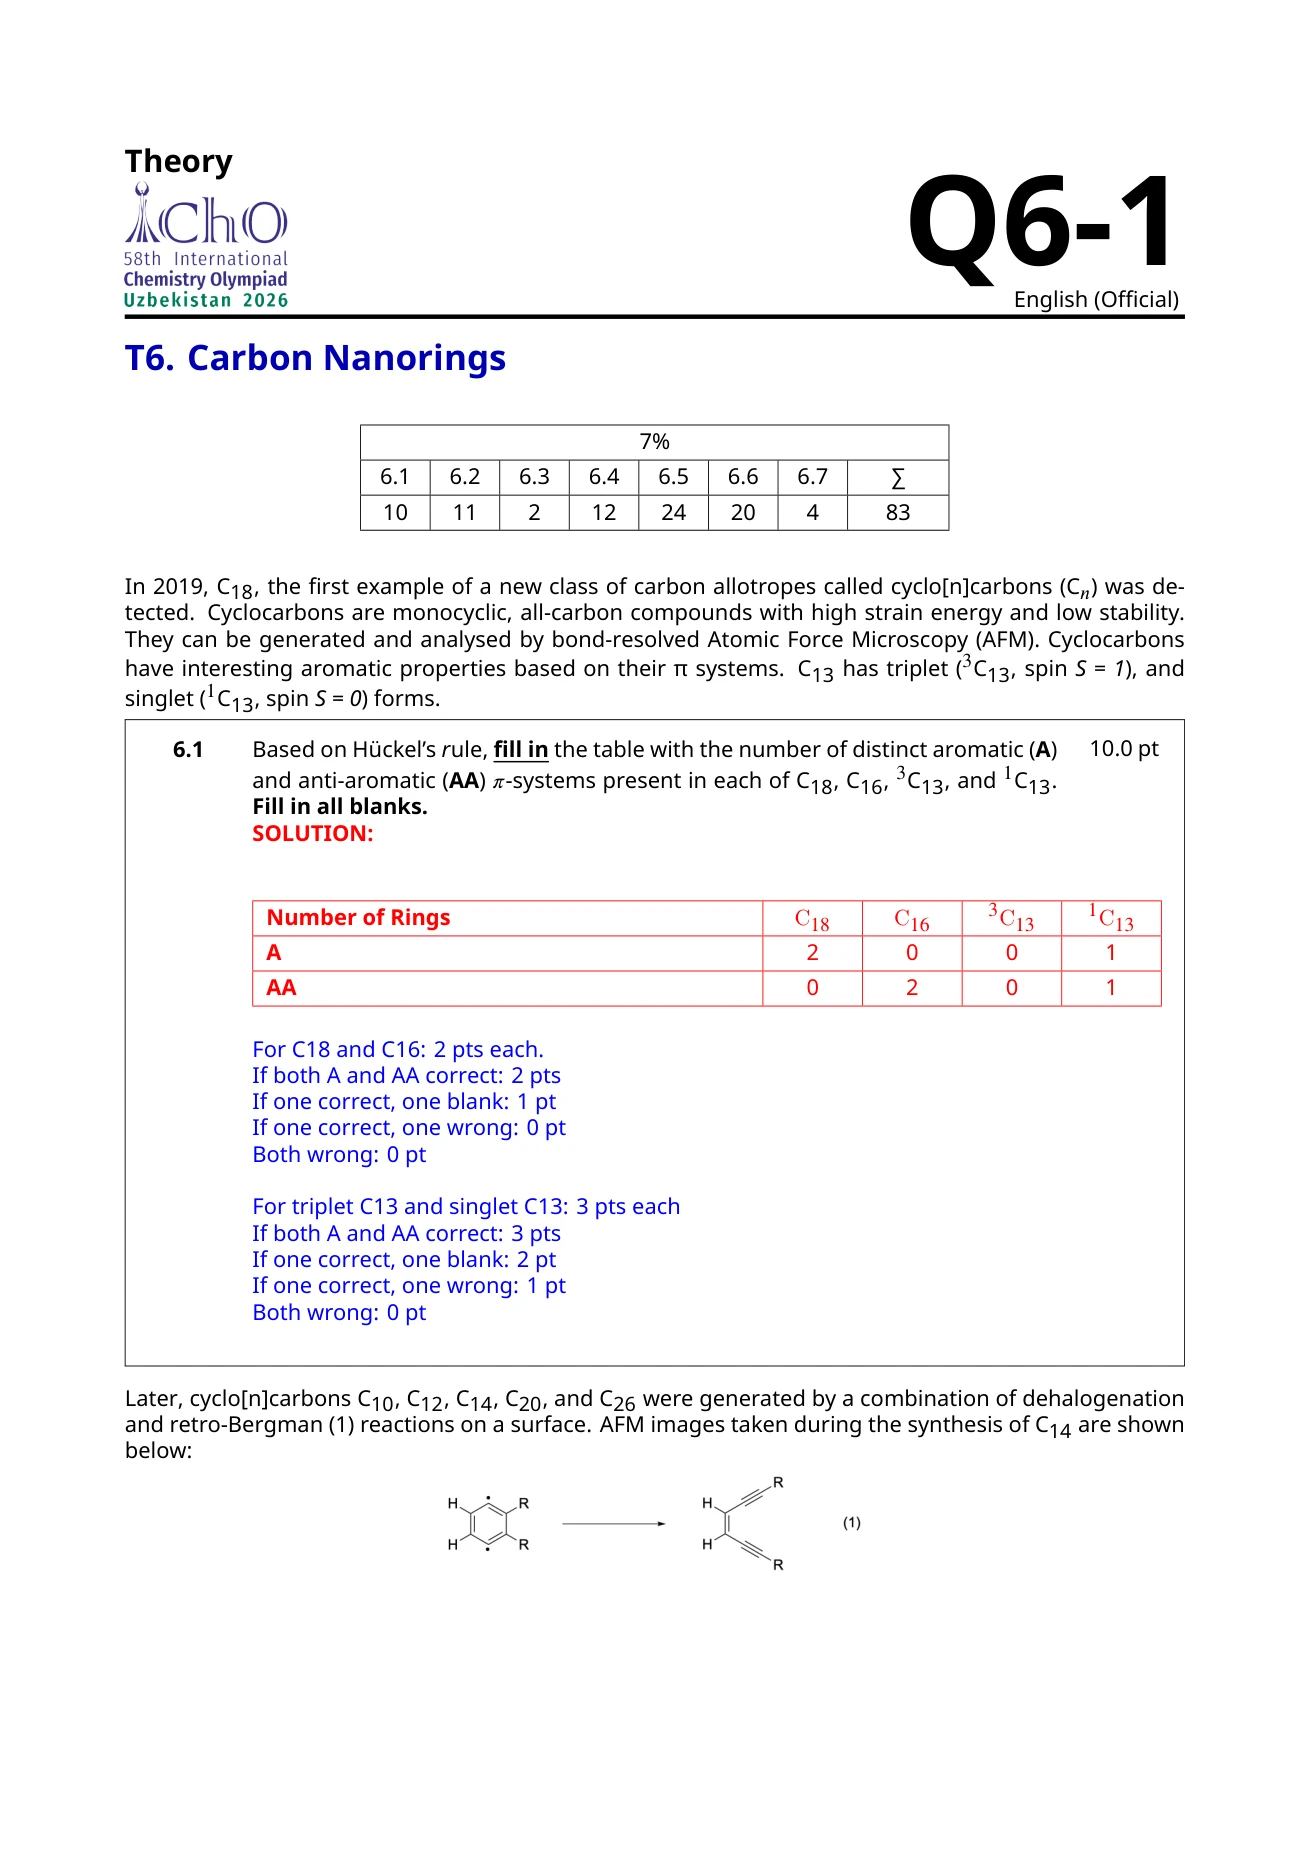 Theory
ichO
58th International
Chemistry Olympiad
Uzbekistan 2026
Q6-1
English (Official)
T6. Carbon Nanorings
7%
6.1 6.2 6.3 6.4 6.5 6.6 6.7 ∑
10 11 2 12 24 20 4 83
In 2019, C18, the first example of a new class of carbon allotropes called cyclo[n]carbons (Cn) was de-
tected. Cyclocarbons are monocyclic, all-carbon compounds with high strain energy and low stability.
They can be generated and analysed by bond-resolved Atomic Force Microscopy (AFM). Cyclocarbons
have interesting aromatic properties based on their π systems. C13 has triplet (3C13, spin S = 1), and
singlet (1C13, spin S = 0) forms.
6.1 Based on Hückel's rule, fill in the table with the number of distinct aromatic (A) 10.0 pt
and anti-aromatic (AA) π-systems present in each of C18, C16, 3C13, and 1C13.
Fill in all blanks.
SOLUTION:
Number of Rings C18 C16 3C13 1C13
A 2 0 0 1
AA 0 2 0 1
For C18 and C16: 2 pts each.
If both A and AA correct: 2 pts
If one correct, one blank: 1 pt
If one correct, one wrong: 0 pt
Both wrong: 0 pt
For triplet C13 and singlet C13: 3 pts each
If both A and AA correct: 3 pts
If one correct, one blank: 2 pt
If one correct, one wrong: 1 pt
Both wrong: 0 pt
Later, cyclo[n]carbons C10, C12, C14, C20, and C26 were generated by a combination of dehalogenation
and retro-Bergman (1) reactions on a surface. AFM images taken during the synthesis of C14 are shown
below:
R
H R H
(1)
H R H
R